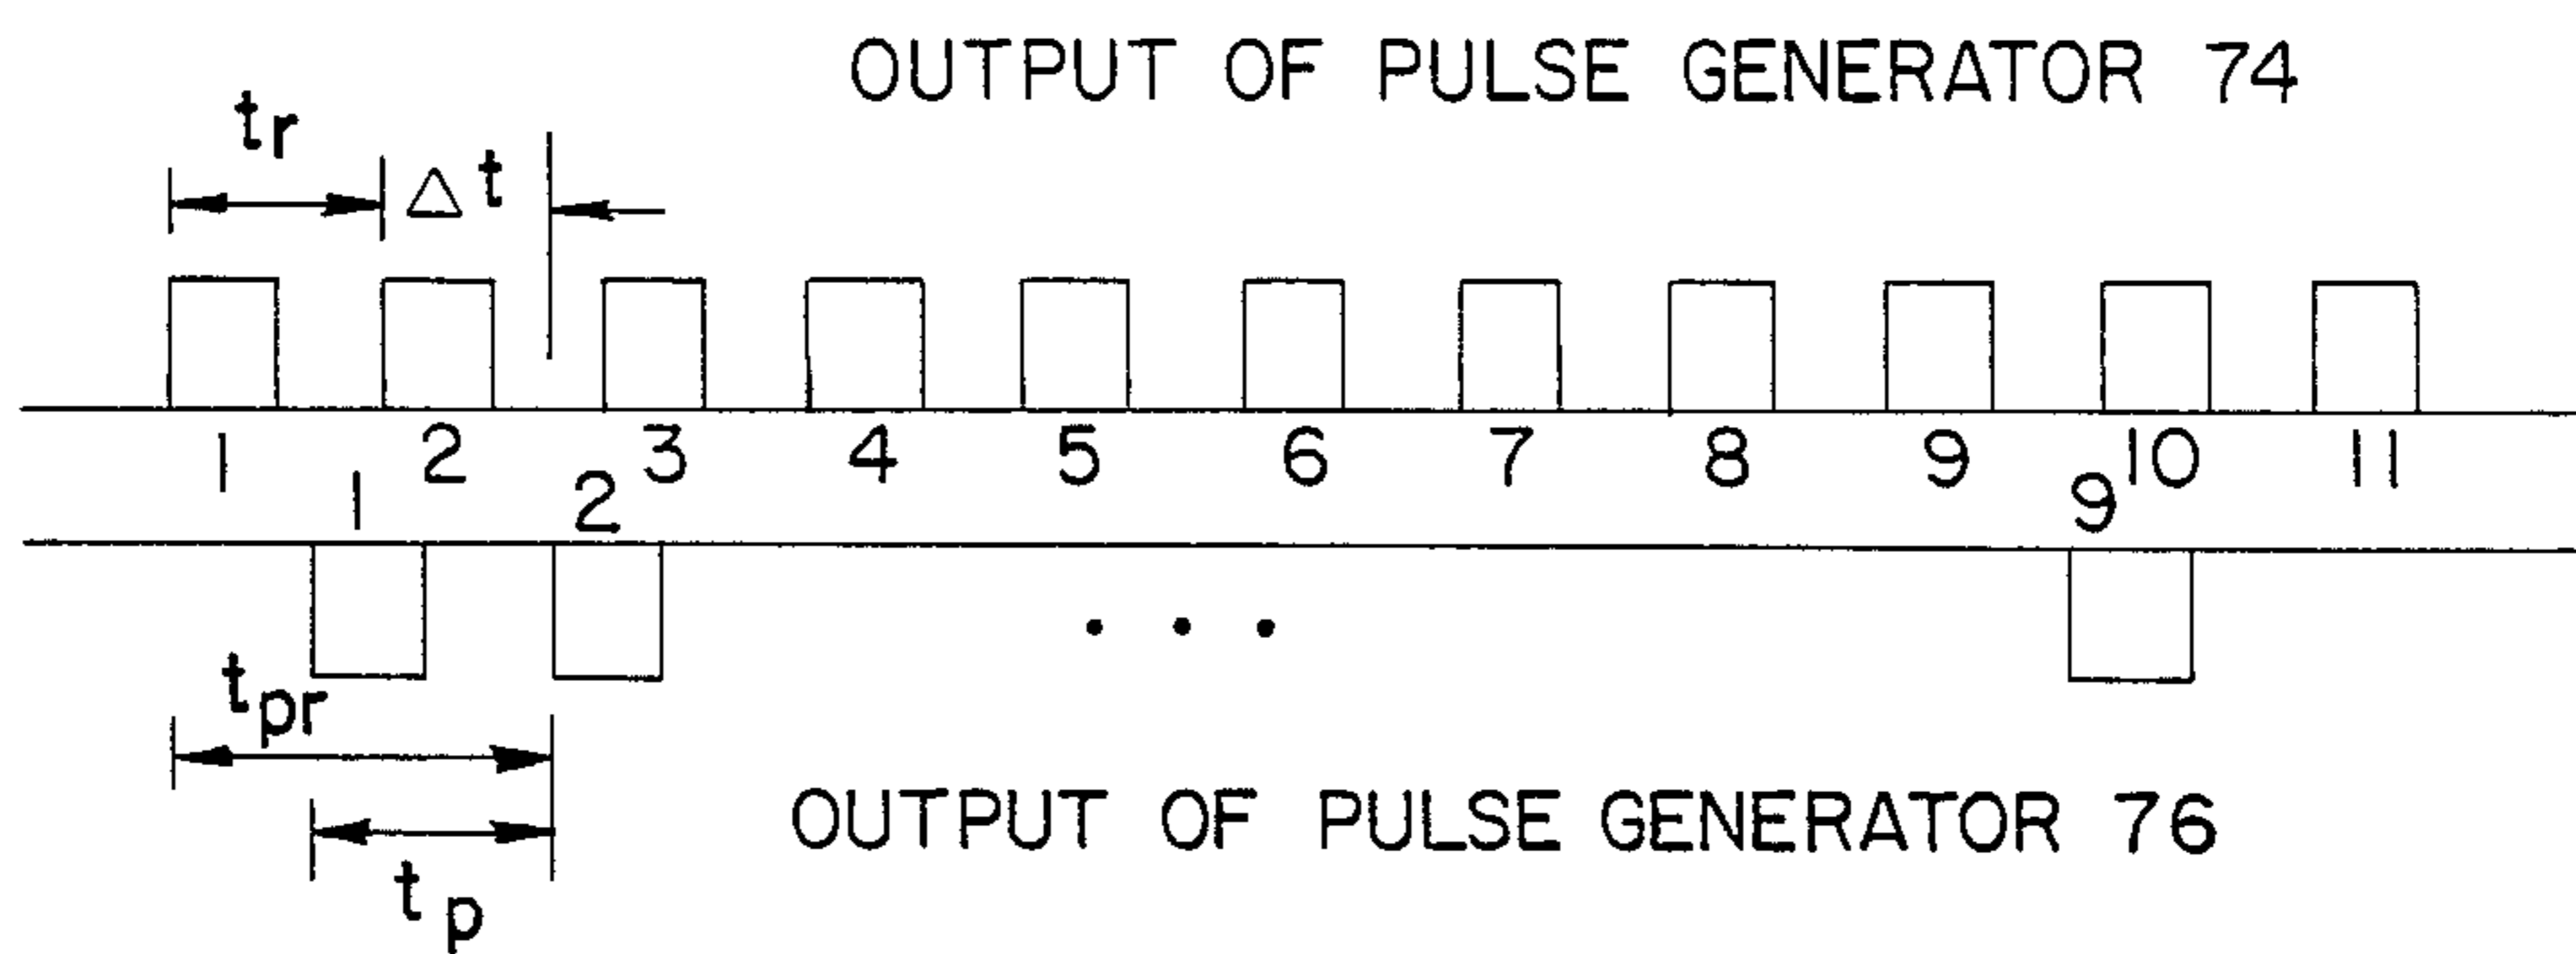 OUTPUT OF PULSE GENERATOR 74
tr
Δt
1 2 3 4 5 6 7 8 9 10 11
1 2 9
. . .
tpr
OUTPUT OF PULSE GENERATOR 76
tp